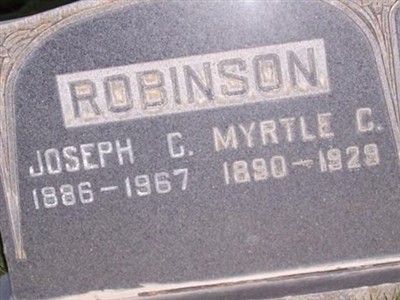 ROBINSON
JOSEPH C. MYRTLE C.
1886-1967 1890-1929